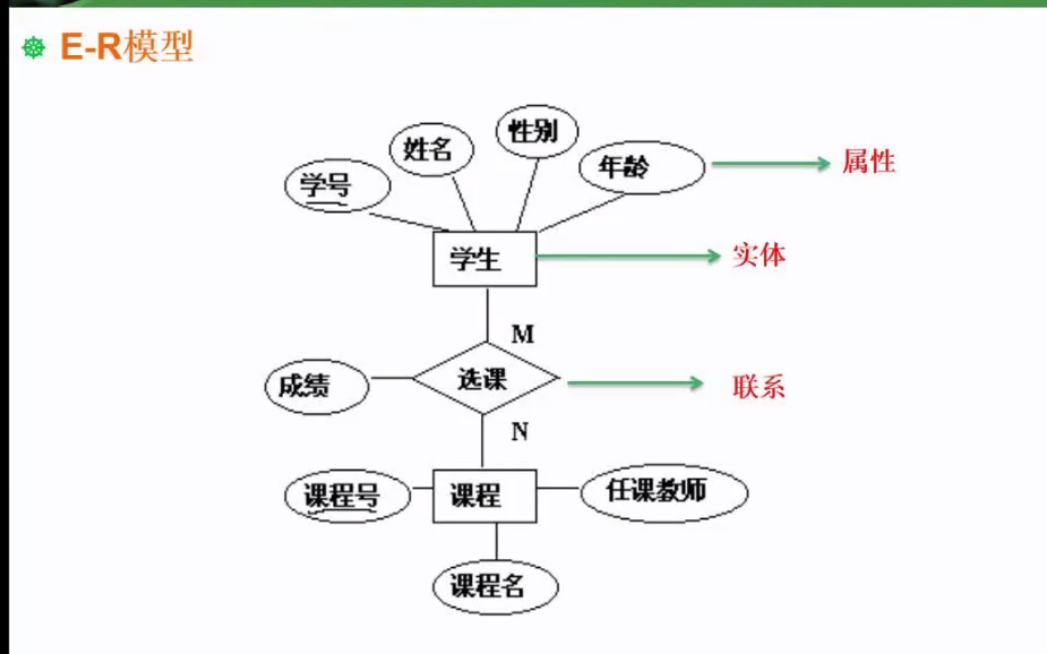 E-R模型
性别
姓名
年龄
属性
学号
学生
实体
M
选课
成绩
联系
N
课程号
课程
任课教师
课程名